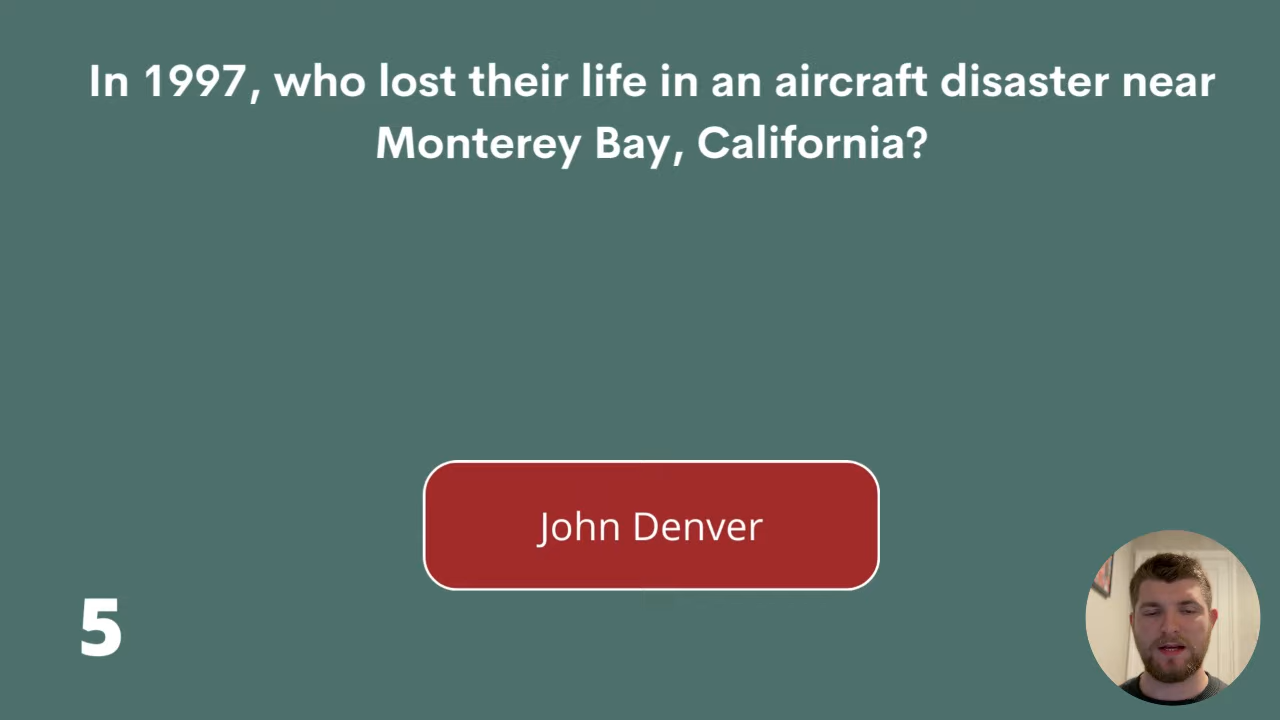 In 1997, who lost their life in an aircraft disaster near
Monterey Bay, California?
John Denver
5